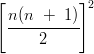 [n(n + 1)/2]²